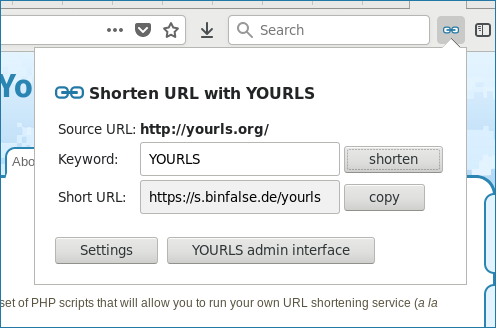 Search
Yo
Shorten URL with YOURLS
Source URL: http://yourls.org/
Abo
Keyword: YOURLS shorten
Short URL: https://s.binfalse.de/yourls copy
Settings YOURLS admin interface
set of PHP scripts that will allow you to run your own URL shortening service (a la